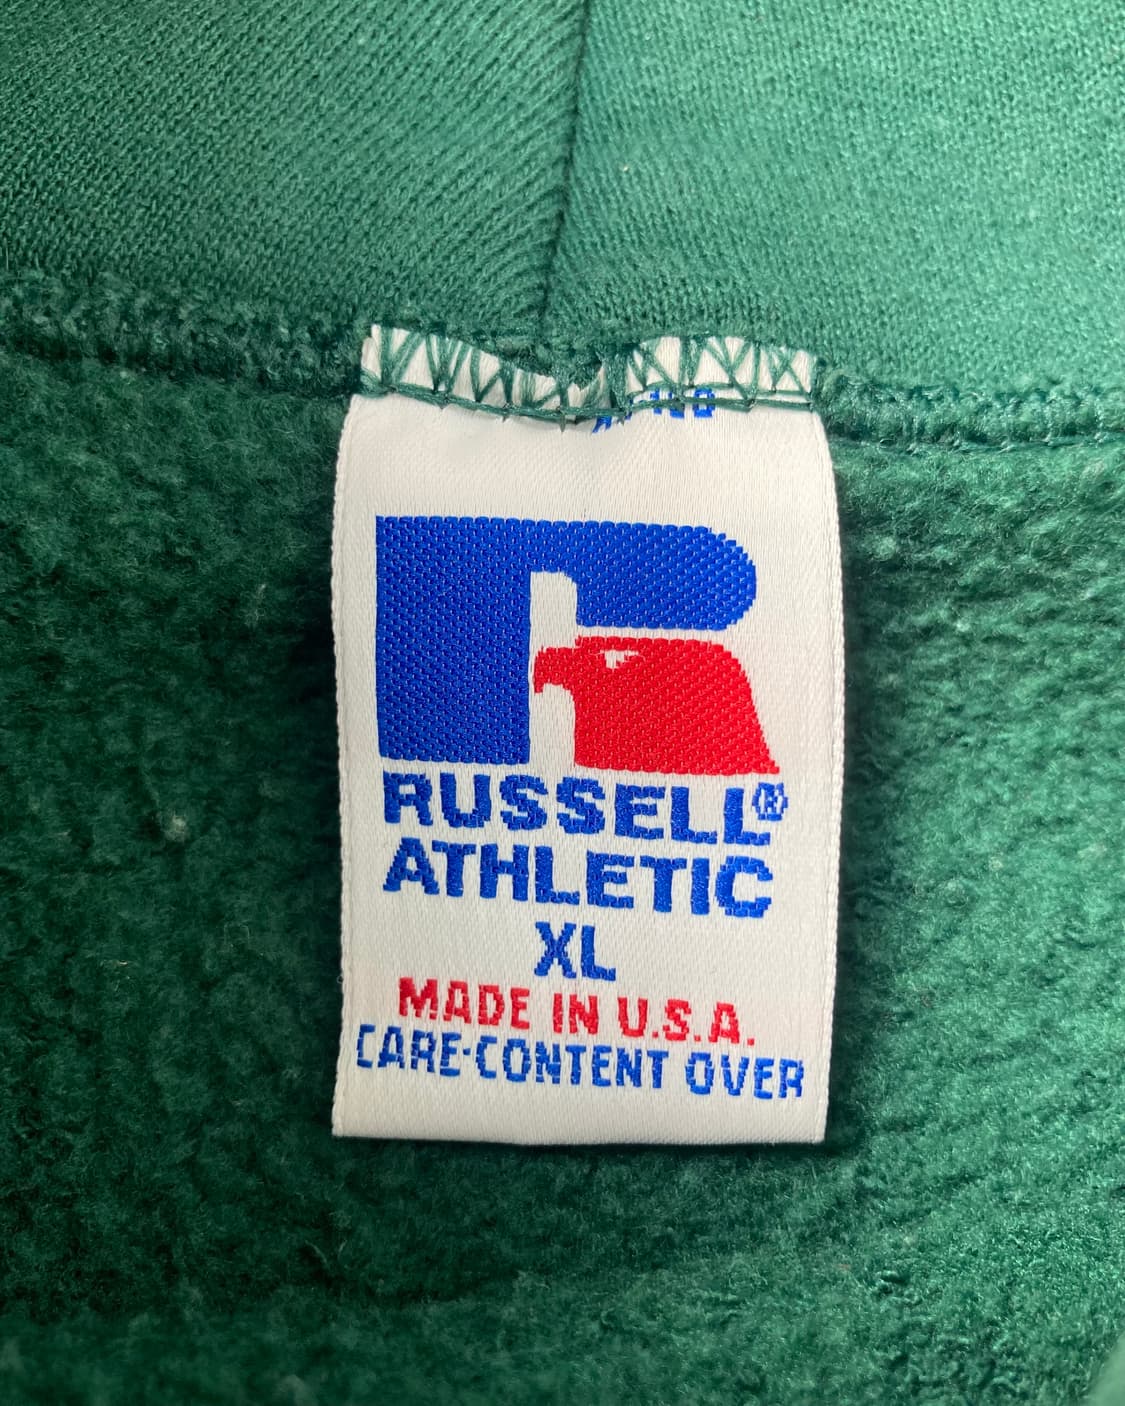 RUSSELL®
ATHLETIC
XL
MADE IN U.S.A.
CARE·CONTENT OVER